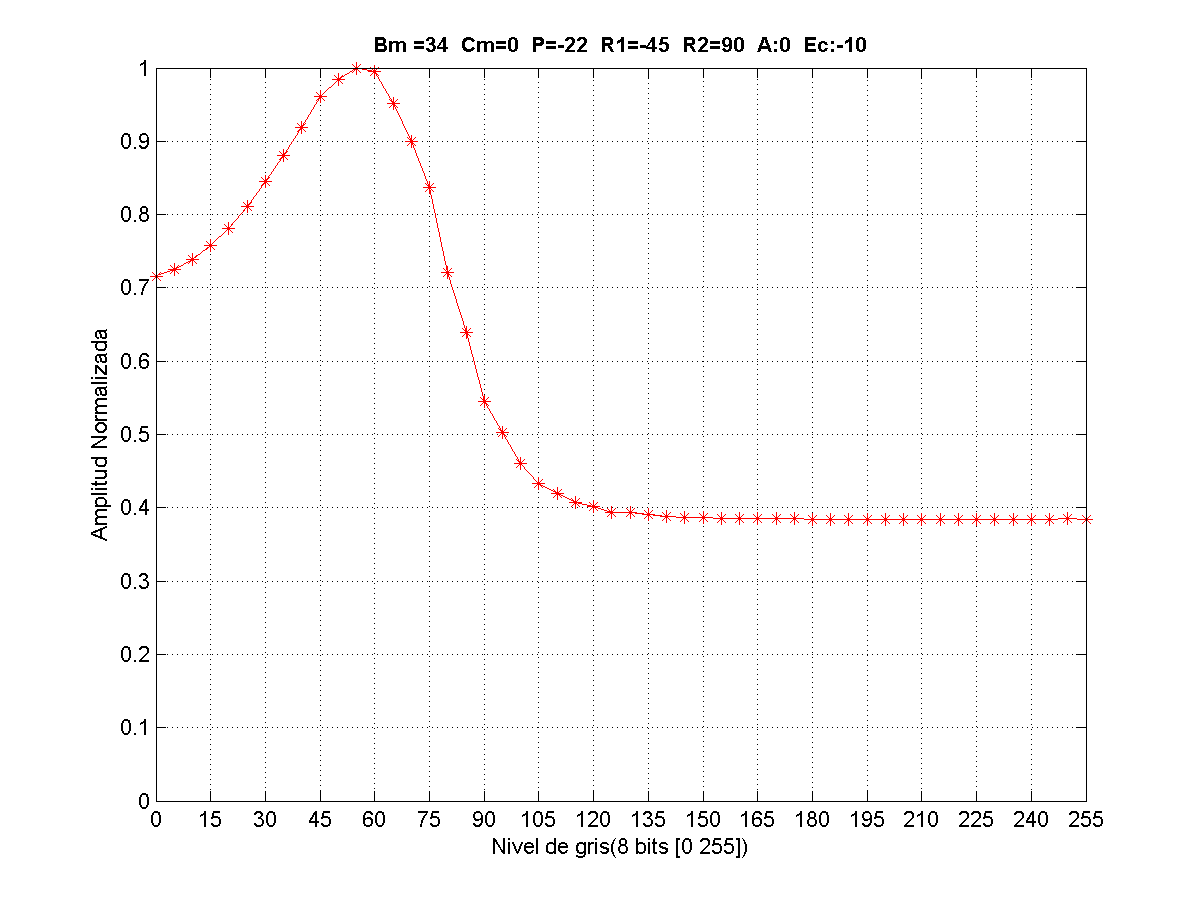 Bm =34 Cm=0 P=-22 R1=-45 R2=90 A:0 Ec:-10
1
0.9
0.8
0.7
0.6
0.5
0.4
0.3
0.2
0.1
0
Amplitud Normalizada
0 15 30 45 60 75 90 105 120 135 150 165 180 195 210 225 240 255
Nivel de gris(8 bits [0 255])